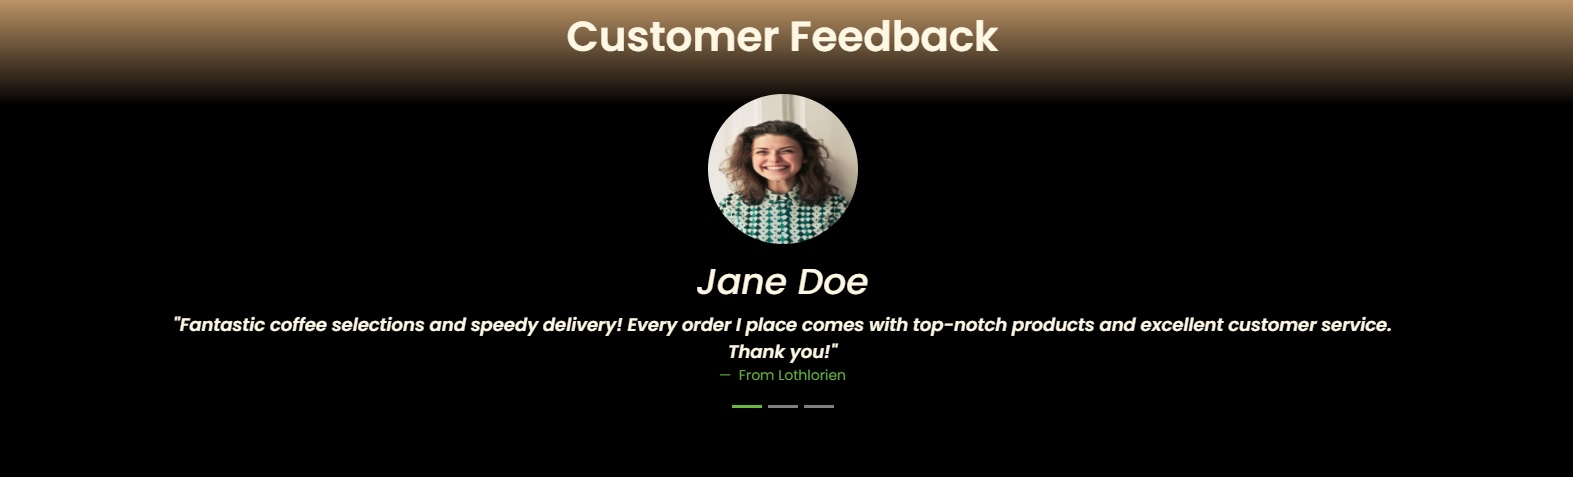 Customer Feedback
Jane Doe
"Fantastic coffee selections and speedy delivery! Every order I place comes with top-notch products and excellent customer service.
Thank you!"
— From Lothlorien